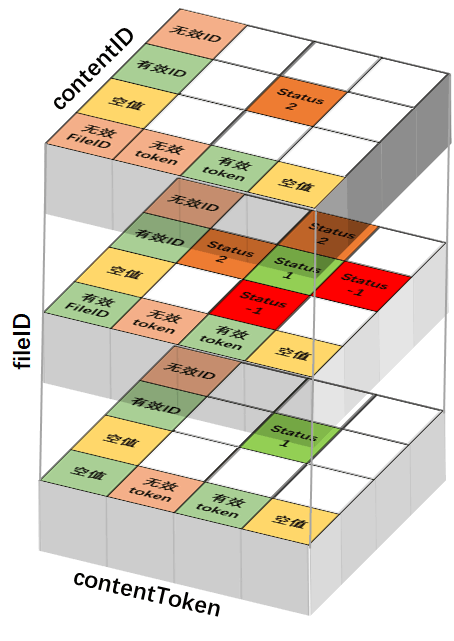 contentID
无效ID
有效ID
Status
2
空值
无效
FileID
无效
token
有效
token
空值
无效ID
Status
2
有效ID
Status
2
Status
1
Status
-1
空值
Status
-1
有效
FileID
无效
token
有效
token
空值
fileID
无效ID
有效ID
Status
1
空值
空值
无效
token
有效
token
空值
contentToken